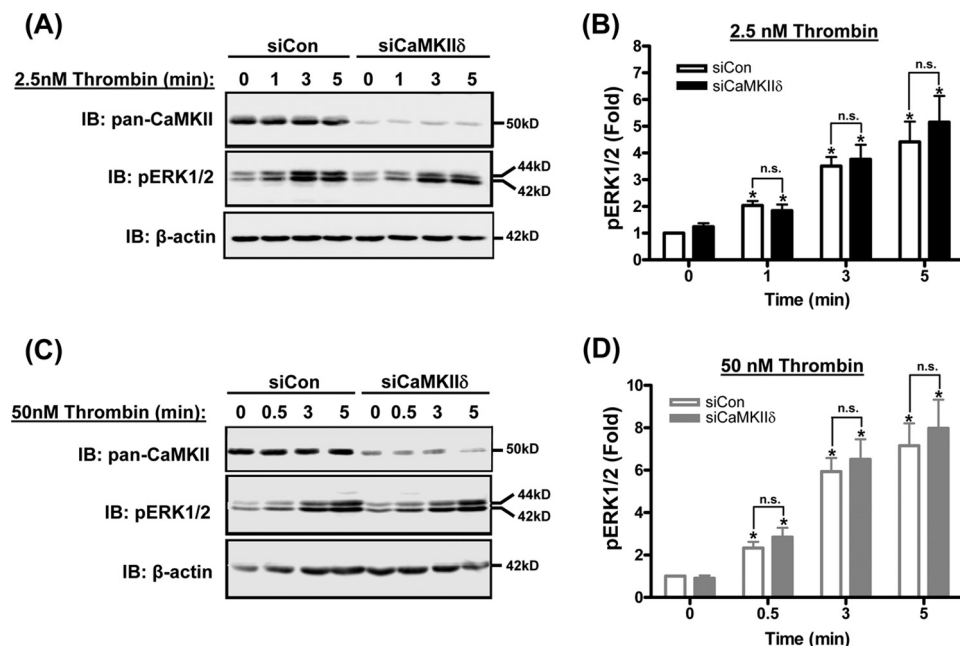 (A)
siCon siCaMKIIδ
2.5nM Thrombin (min): 0 1 3 5 0 1 3 5
IB: pan-CaMKII 50kD
IB: pERK1/2 44kD
42kD
IB: β-actin 42kD
(B)
2.5 nM Thrombin
siCon
siCaMKIIδ
pERK1/2 (Fold)
8
7
6
5
4
3
2
1
0
* n.s. *
* n.s. *
* n.s. *
0 1 3 5
Time (min)
(C)
siCon siCaMKIIδ
50nM Thrombin (min): 0 0.5 3 5 0 0.5 3 5
IB: pan-CaMKII 50kD
IB: pERK1/2 44kD
42kD
IB: β-actin 42kD
(D)
50 nM Thrombin
siCon
siCaMKIIδ
pERK1/2 (Fold)
10
8
6
4
2
0
* n.s. *
* n.s. *
* n.s. *
0 0.5 3 5
Time (min)